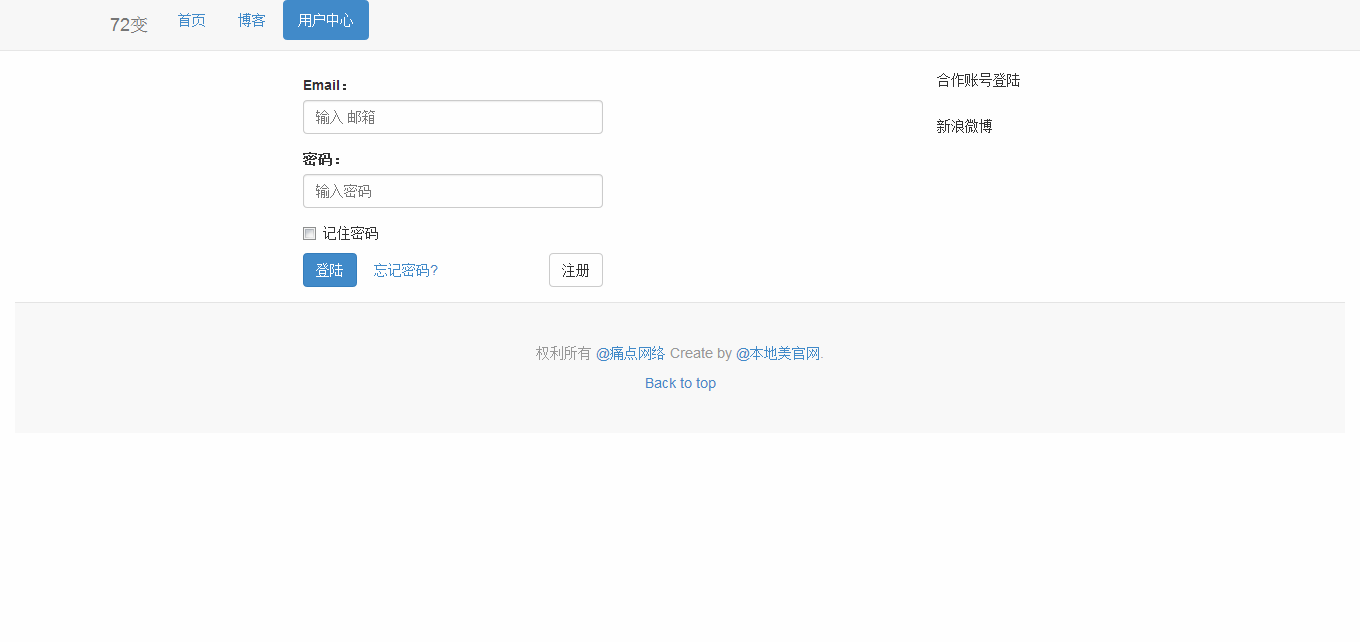 72变 首页 博客 用户中心
Email：
输入 邮箱
密码：
输入密码
记住密码
登陆 忘记密码? 注册
合作账号登陆
新浪微博
权利所有 @痛点网络 Create by @本地美官网.
Back to top